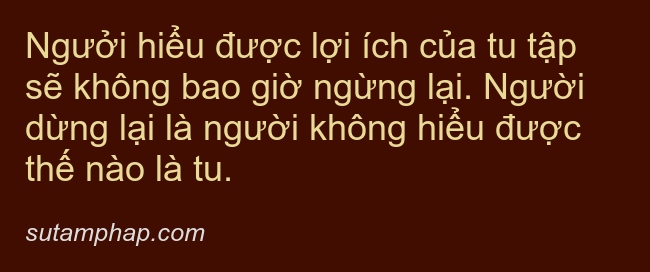 Ngưởi hiểu được lợi ích của tu tập
sẽ không bao giờ ngừng lại. Người
dừng lại là người không hiểu được
thế nào là tu.
sutamphap.com